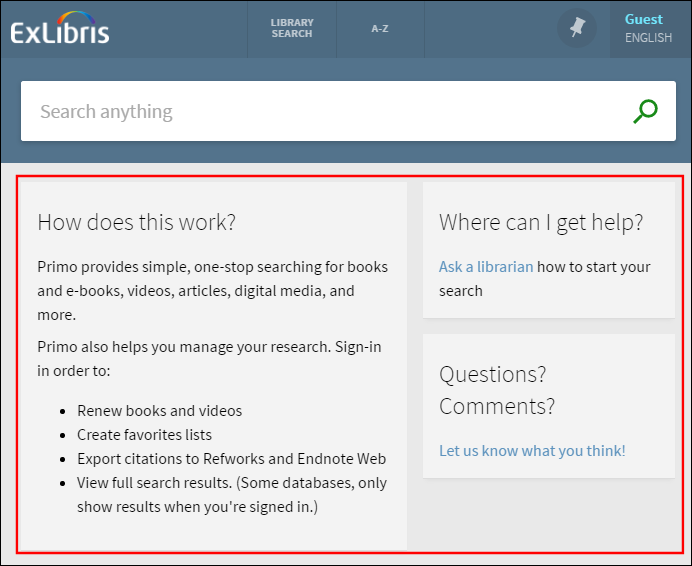 ExLibris
LIBRARY
SEARCH
A-Z
Guest
ENGLISH
Search anything
How does this work?
Primo provides simple, one-stop searching for books
and e-books, videos, articles, digital media, and
more.
Primo also helps you manage your research. Sign-in
in order to:
• Renew books and videos
• Create favorites lists
• Export citations to Refworks and Endnote Web
• View full search results. (Some databases, only
show results when you're signed in.)
Where can I get help?
Ask a librarian how to start your
search
Questions?
Comments?
Let us know what you think!